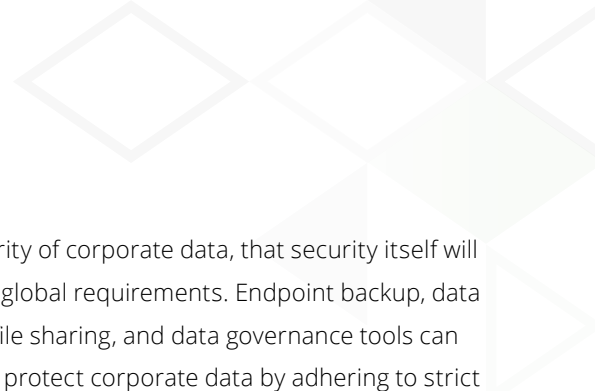 rity of corporate data, that security itself will
global requirements. Endpoint backup, data
ile sharing, and data governance tools can
protect corporate data by adhering to strict